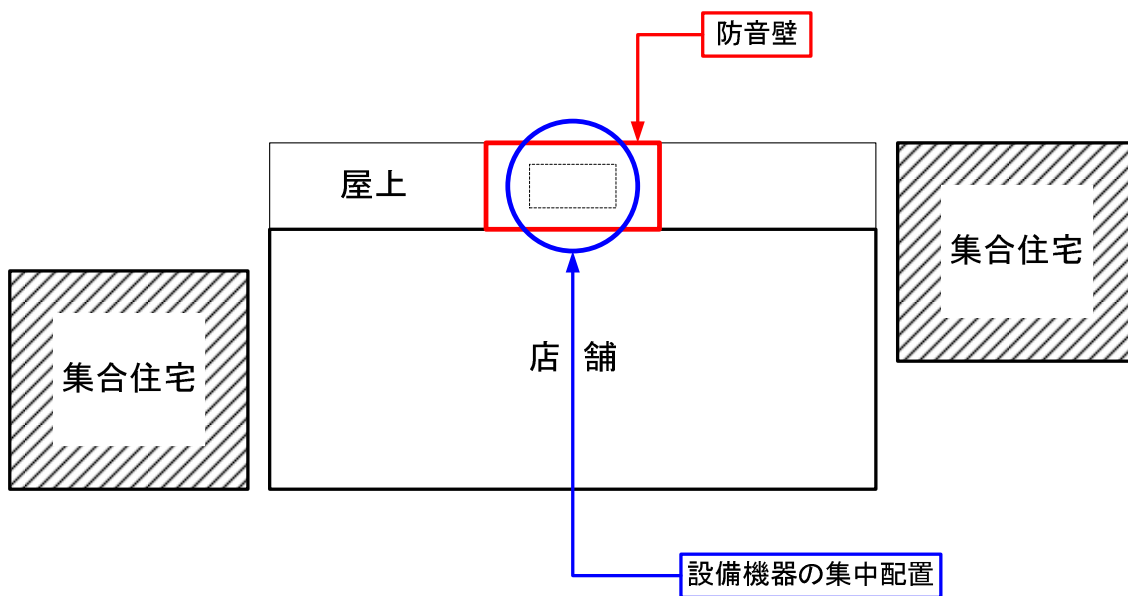 防音壁
屋上
集合住宅
店 舗
集合住宅
設備機器の集中配置